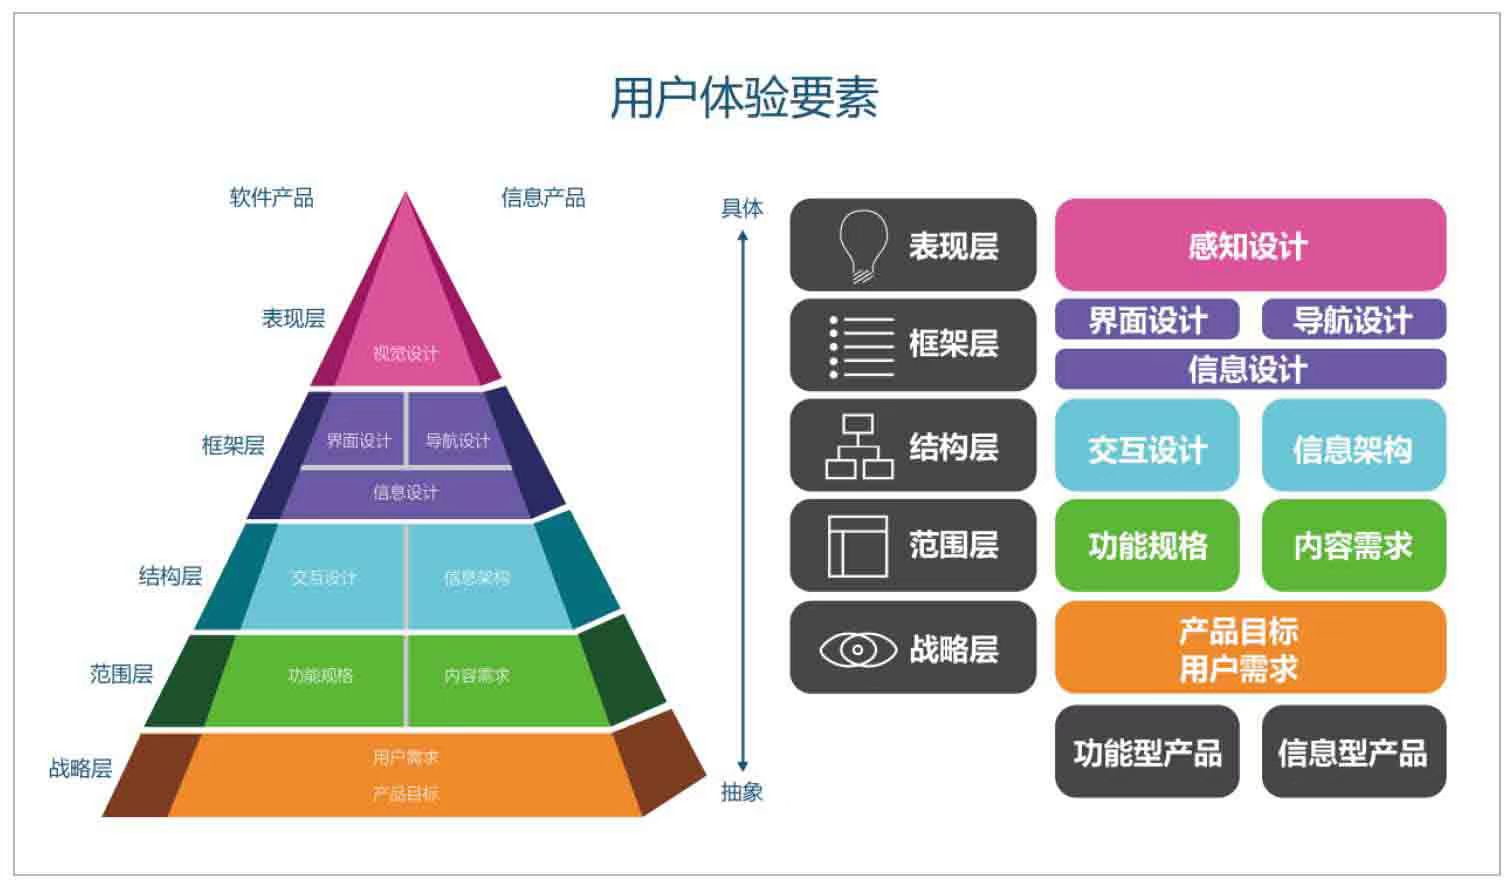 用户体验要素
软件产品
信息产品
表现层
视觉设计
框架层
界面设计
导航设计
信息设计
结构层
交互设计
信息架构
范围层
功能规格
内容需求
战略层
用户需求
产品目标
具体
抽象
表现层
感知设计
框架层
界面设计
导航设计
信息设计
结构层
交互设计
信息架构
范围层
功能规格
内容需求
战略层
产品目标
用户需求
功能型产品
信息型产品